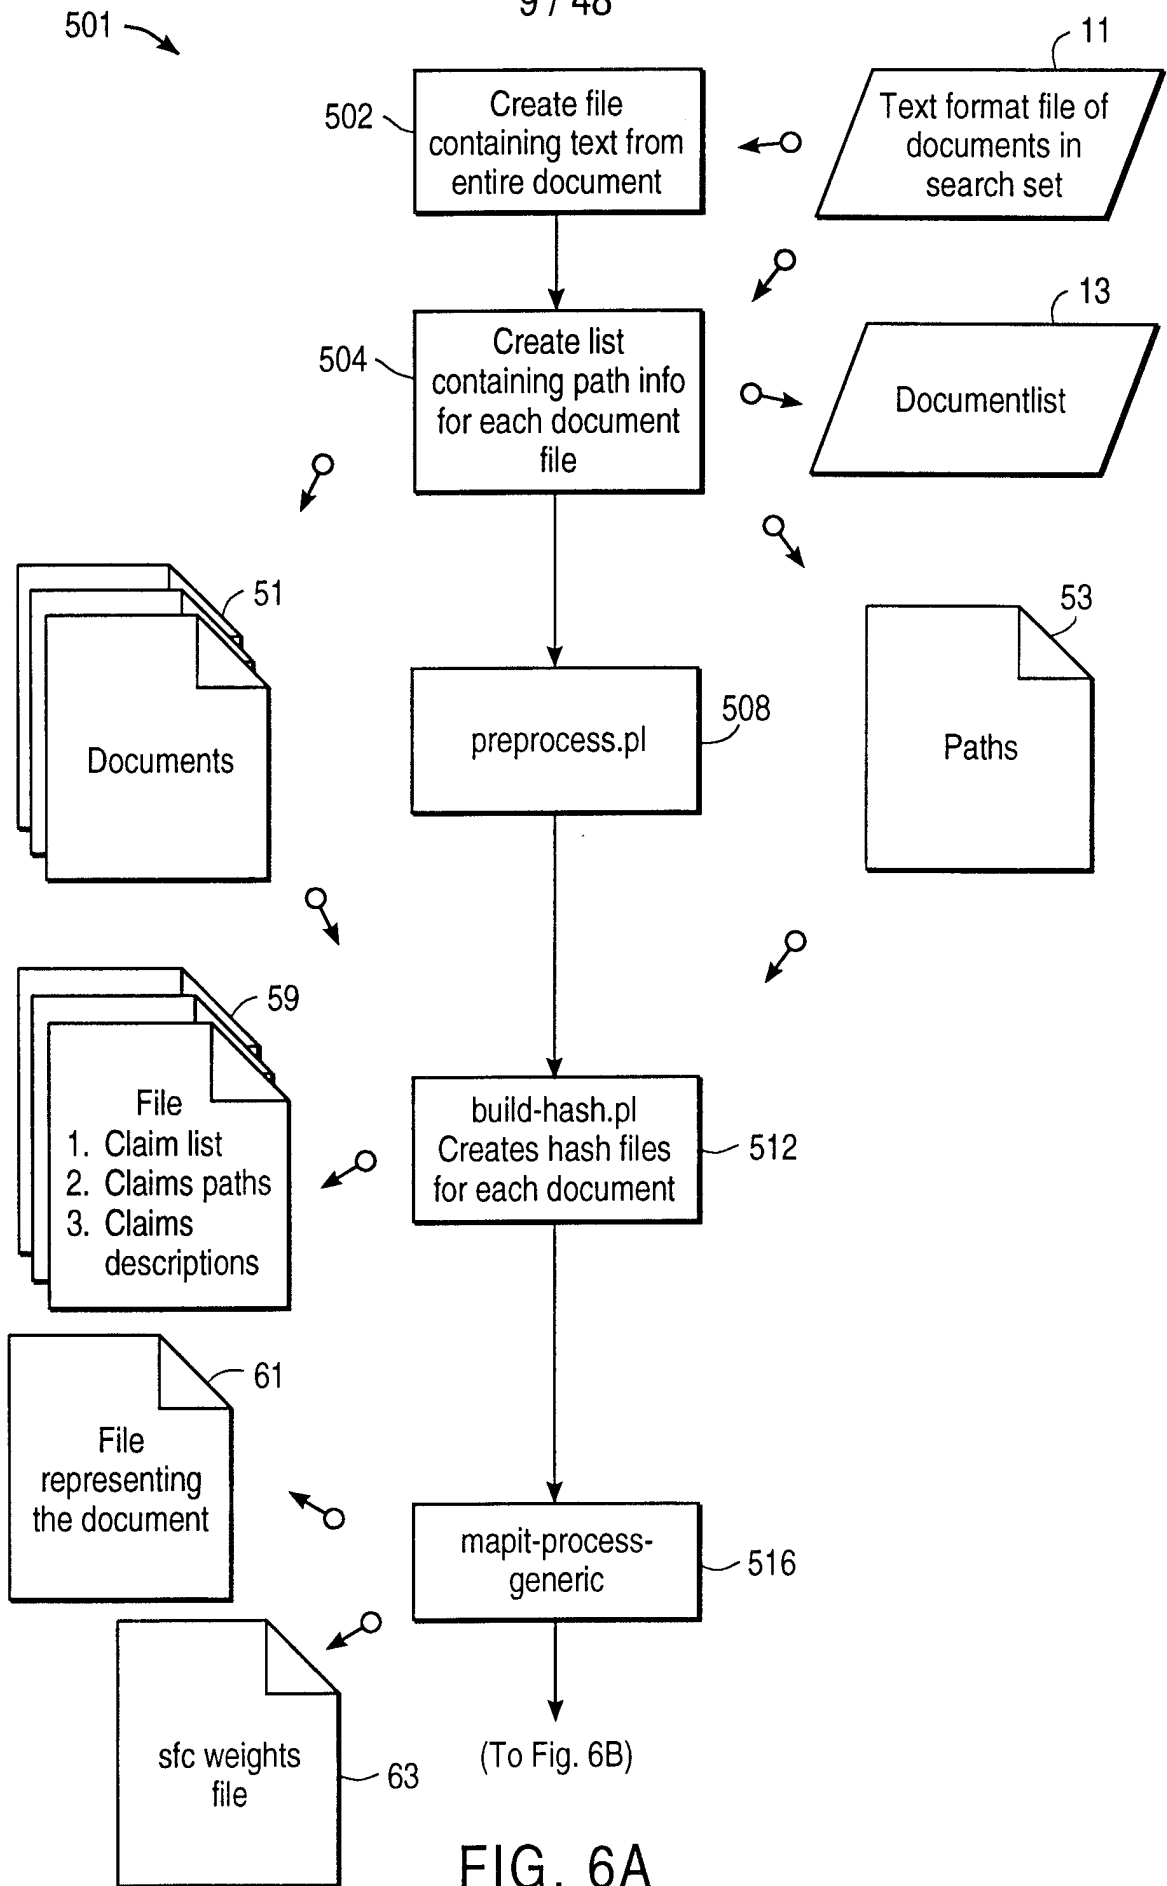 9 / 48
501
11
502
Create file
containing text from
entire document
Text format file of
documents in
search set
13
504
Create list
containing path info
for each document
file
Documentlist
51
53
Documents
preprocess.pl
508
Paths
59
File
1. Claim list
2. Claims paths
3. Claims
descriptions
build-hash.pl
Creates hash files
for each document
512
61
File
representing
the document
mapit-process-
generic
516
sfc weights
file
63
(To Fig. 6B)
FIG. 6A